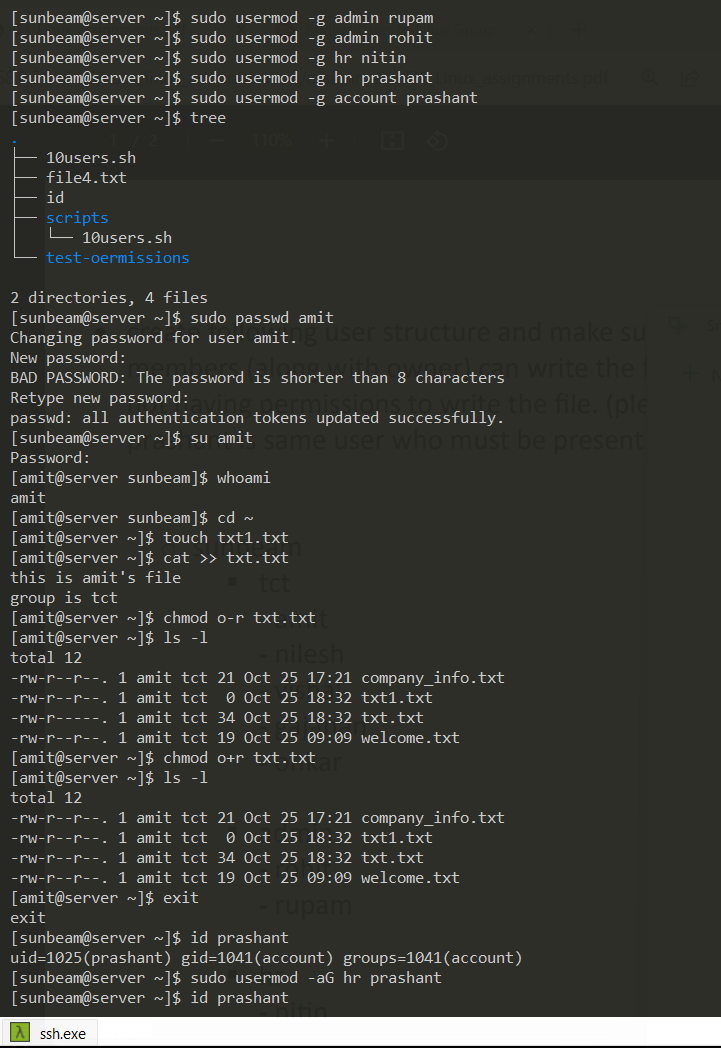 [sunbeam@server ~]$ sudo usermod -g admin rupam
[sunbeam@server ~]$ sudo usermod -g admin rohit
[sunbeam@server ~]$ sudo usermod -g hr nitin
[sunbeam@server ~]$ sudo usermod -g hr prashant
[sunbeam@server ~]$ sudo usermod -g account prashant
[sunbeam@server ~]$ tree
.
├── 10users.sh
├── file4.txt
├── id
├── scripts
│   └── 10users.sh
└── test-oermissions
2 directories, 4 files
[sunbeam@server ~]$ sudo passwd amit
Changing password for user amit.
New password:
BAD PASSWORD: The password is shorter than 8 characters
Retype new password:
passwd: all authentication tokens updated successfully.
[sunbeam@server ~]$ su amit
Password:
[amit@server sunbeam]$ whoami
amit
[amit@server sunbeam]$ cd ~
[amit@server ~]$ touch txt1.txt
[amit@server ~]$ cat >> txt.txt
this is amit's file
group is tct
[amit@server ~]$ chmod o-r txt.txt
[amit@server ~]$ ls -l
total 12
-rw-r--r--. 1 amit tct 21 Oct 25 17:21 company_info.txt
-rw-r--r--. 1 amit tct  0 Oct 25 18:32 txt1.txt
-rw-r-----. 1 amit tct 34 Oct 25 18:32 txt.txt
-rw-r--r--. 1 amit tct 19 Oct 25 09:09 welcome.txt
[amit@server ~]$ chmod o+r txt.txt
[amit@server ~]$ ls -l
total 12
-rw-r--r--. 1 amit tct 21 Oct 25 17:21 company_info.txt
-rw-r--r--. 1 amit tct  0 Oct 25 18:32 txt1.txt
-rw-r--r--. 1 amit tct 34 Oct 25 18:32 txt.txt
-rw-r--r--. 1 amit tct 19 Oct 25 09:09 welcome.txt
[amit@server ~]$ exit
exit
[sunbeam@server ~]$ id prashant
uid=1025(prashant) gid=1041(account) groups=1041(account)
[sunbeam@server ~]$ sudo usermod -aG hr prashant
[sunbeam@server ~]$ id prashant
λ ssh.exe